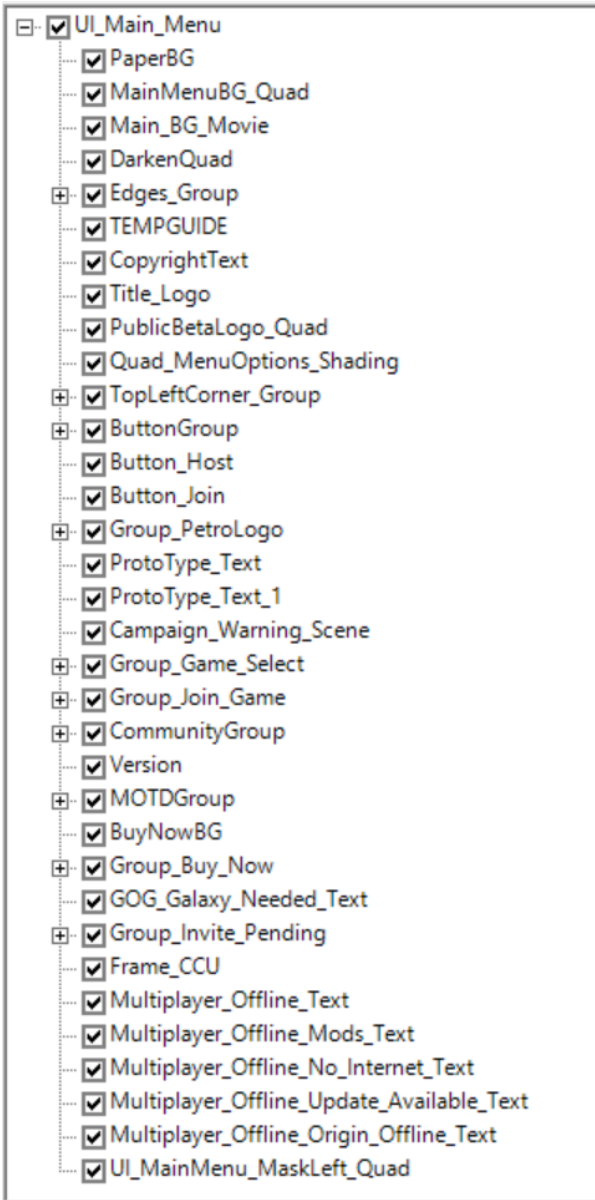 UI_Main_Menu
PaperBG
MainMenuBG_Quad
Main_BG_Movie
DarkenQuad
Edges_Group
TEMPGUIDE
CopyrightText
Title_Logo
PublicBetaLogo_Quad
Quad_MenuOptions_Shading
TopLeftCorner_Group
ButtonGroup
Button_Host
Button_Join
Group_PetroLogo
ProtoType_Text
ProtoType_Text_1
Campaign_Warning_Scene
Group_Game_Select
Group_Join_Game
CommunityGroup
Version
MOTDGroup
BuyNowBG
Group_Buy_Now
GOG_Galaxy_Needed_Text
Group_Invite_Pending
Frame_CCU
Multiplayer_Offline_Text
Multiplayer_Offline_Mods_Text
Multiplayer_Offline_No_Internet_Text
Multiplayer_Offline_Update_Available_Text
Multiplayer_Offline_Origin_Offline_Text
UI_MainMenu_MaskLeft_Quad